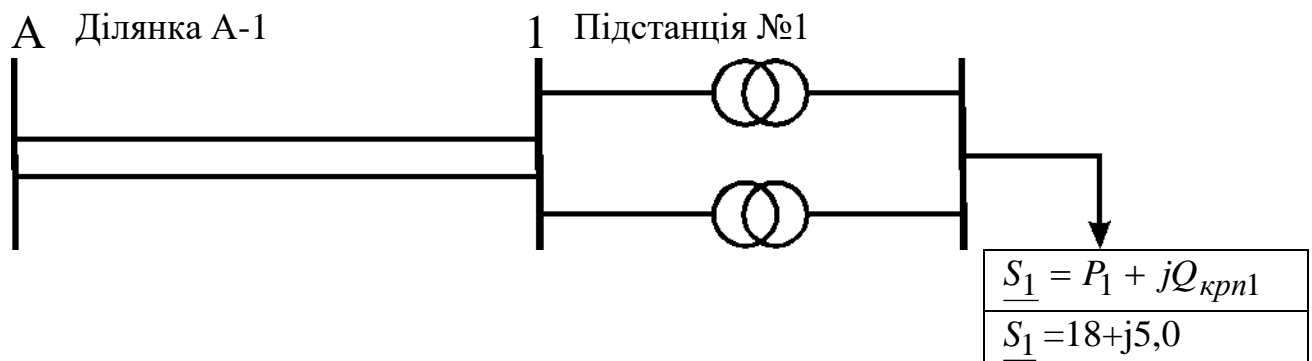 A Ділянка А-1 1 Підстанція №1
S₁ = P₁ + jQкрп1
S₁ =18+j5,0